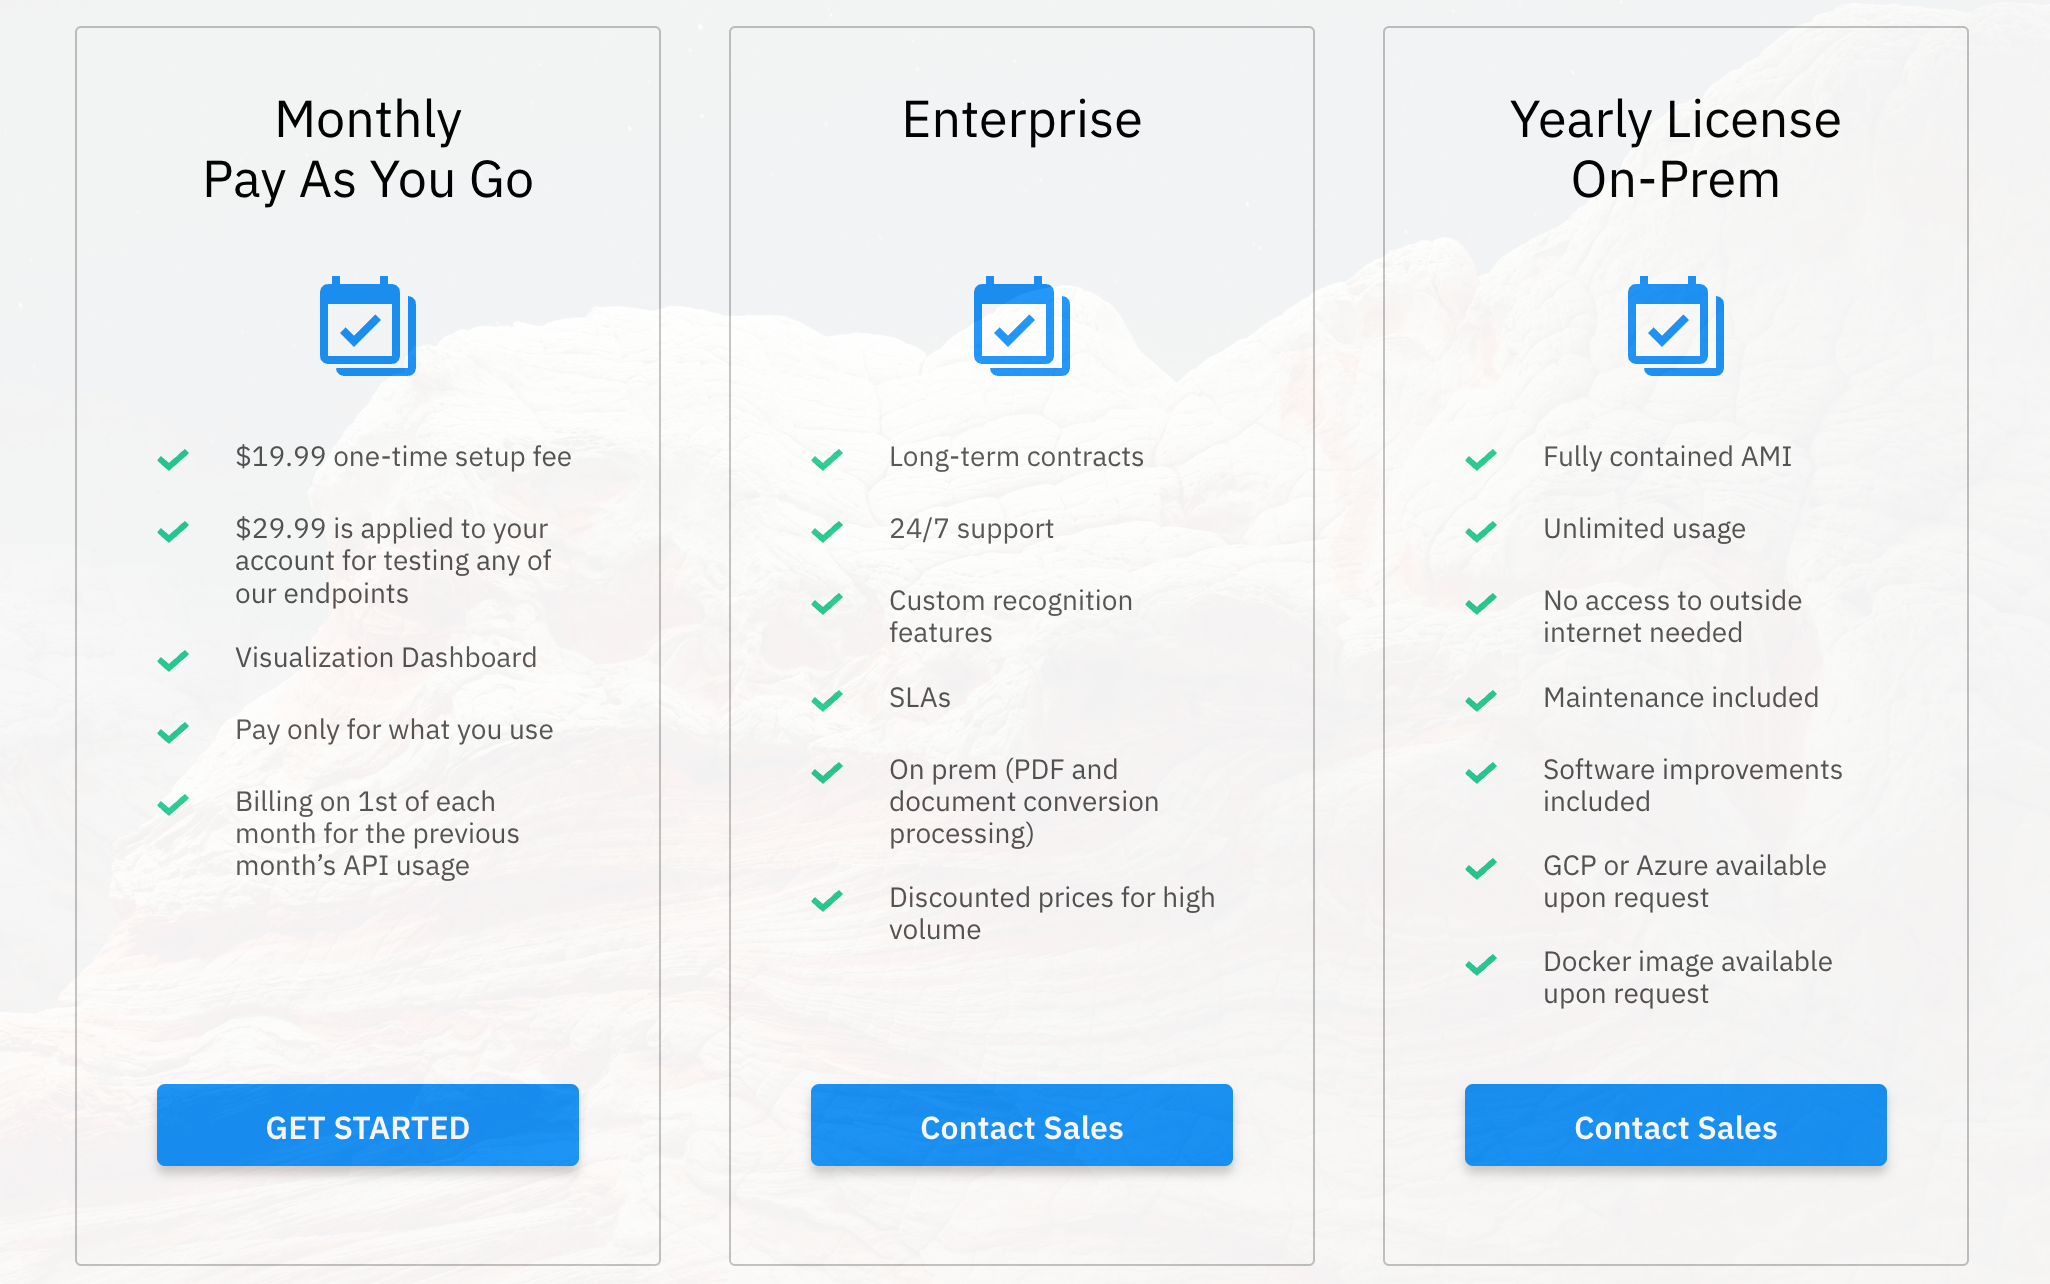 Monthly
Pay As You Go
$19.99 one-time setup fee
$29.99 is applied to your
account for testing any of
our endpoints
Visualization Dashboard
Pay only for what you use
Billing on 1st of each
month for the previous
month’s API usage
GET STARTED
Enterprise
Long-term contracts
24/7 support
Custom recognition
features
SLAs
On prem (PDF and
document conversion
processing)
Discounted prices for high
volume
Contact Sales
Yearly License
On-Prem
Fully contained AMI
Unlimited usage
No access to outside
internet needed
Maintenance included
Software improvements
included
GCP or Azure available
upon request
Docker image available
upon request
Contact Sales